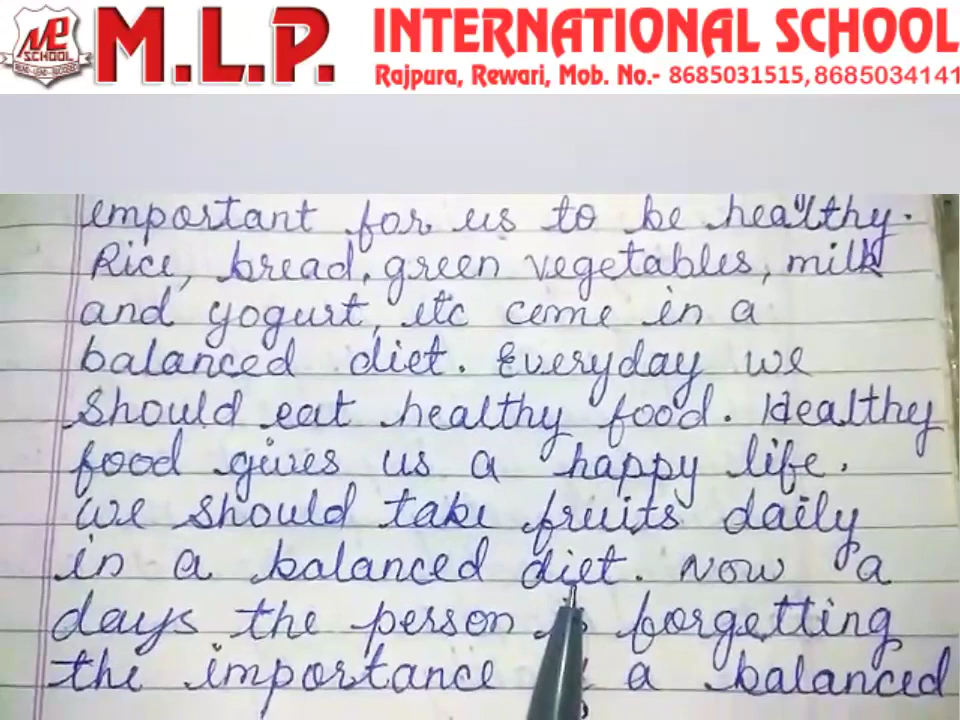 MLP
SCHOOL
M.L.P. INTERNATIONAL SCHOOL
Rajpura, Rewari, Mob. No.- 8685031515, 8685034141
important for us to be healthy.
Rice, bread, green vegetables, milk
and yogurt, etc come in a
balanced diet. Everyday we
should eat healthy food. Healthy
food gives us a happy life.
we should take fruits daily
in a balanced diet. Now a
days the person forgetting
the importance a balanced